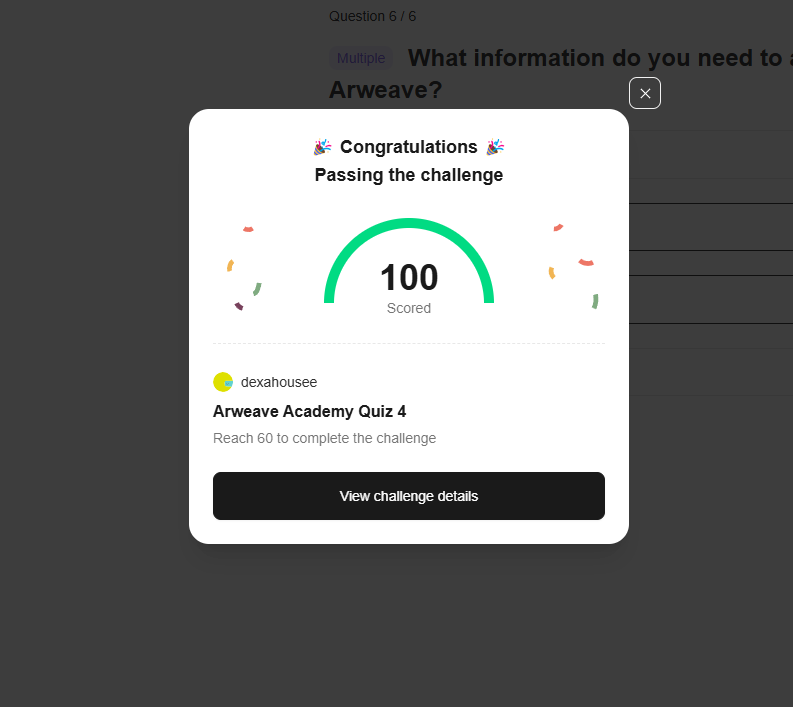 Question 6 / 6
Multiple What information do you need to
Arweave?
Congratulations
Passing the challenge
100
Scored
dexahousee
Arweave Academy Quiz 4
Reach 60 to complete the challenge
View challenge details